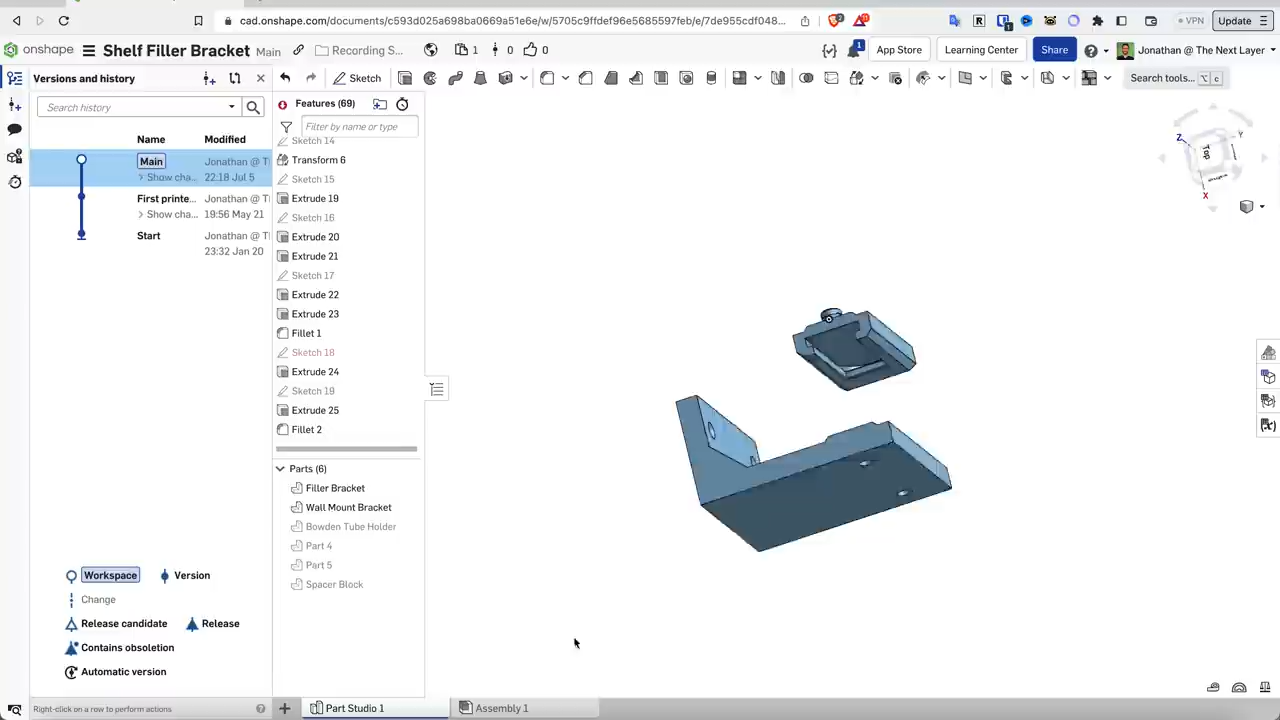 cad.onshape.com/documents/c593d025a698ba0669a51e6e/w/5705c9ffdef96e5685597feb/e/7de955cdf048...
VPN
Update
onshape
Shelf Filler Bracket
Main
Recording S...
1
0
0
1
App Store
Learning Center
Share
Jonathan @ The Next Layer
Versions and history
Sketch
Search tools...
c
Search history
Name
Modified
Main
Jonathan @ T
Show cha...
22:18 Jul 5
First printe...
Jonathan @ T
Show cha...
19:56 May 21
Start
Jonathan @ T
23:32 Jan 20
Workspace
Version
Change
Release candidate
Release
Contains obsoletion
Automatic version
Right-click on a row to perform actions
Features (69)
Filter by name or type
Sketch 14
Transform 6
Sketch 15
Extrude 19
Sketch 16
Extrude 20
Extrude 21
Sketch 17
Extrude 22
Extrude 23
Fillet 1
Sketch 18
Extrude 24
Sketch 19
Extrude 25
Fillet 2
Parts (6)
Filler Bracket
Wall Mount Bracket
Bowden Tube Holder
Part 4
Part 5
Spacer Block
Z
Y
Top
X
Part Studio 1
Assembly 1